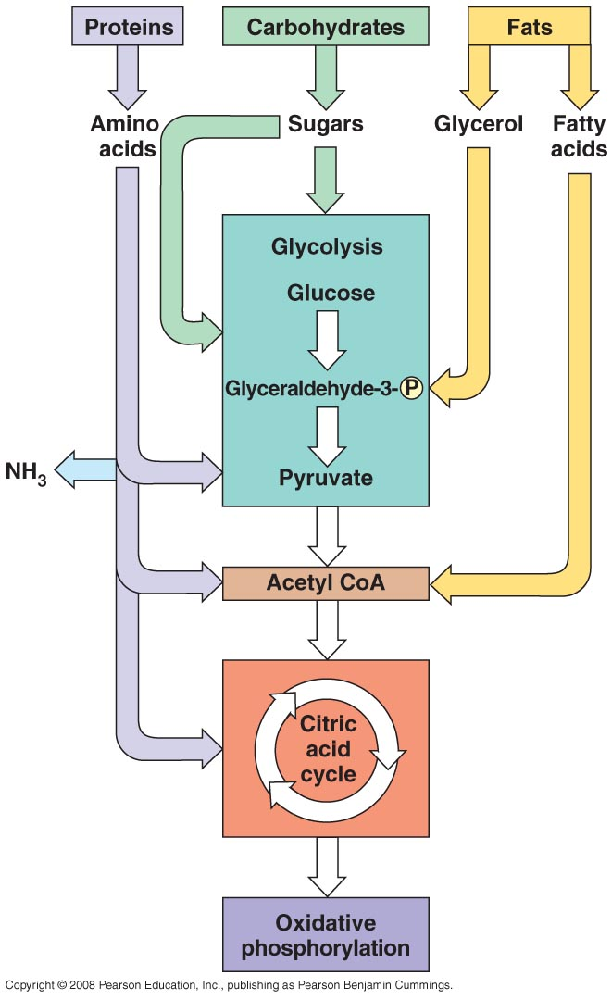 Proteins
Carbohydrates
Fats
Amino
acids
Sugars
Glycerol
Fatty
acids
Glycolysis
Glucose
Glyceraldehyde-3-P
NH3
Pyruvate
Acetyl CoA
Citric
acid
cycle
Oxidative
phosphorylation
Copyright © 2008 Pearson Education, Inc., publishing as Pearson Benjamin Cummings.